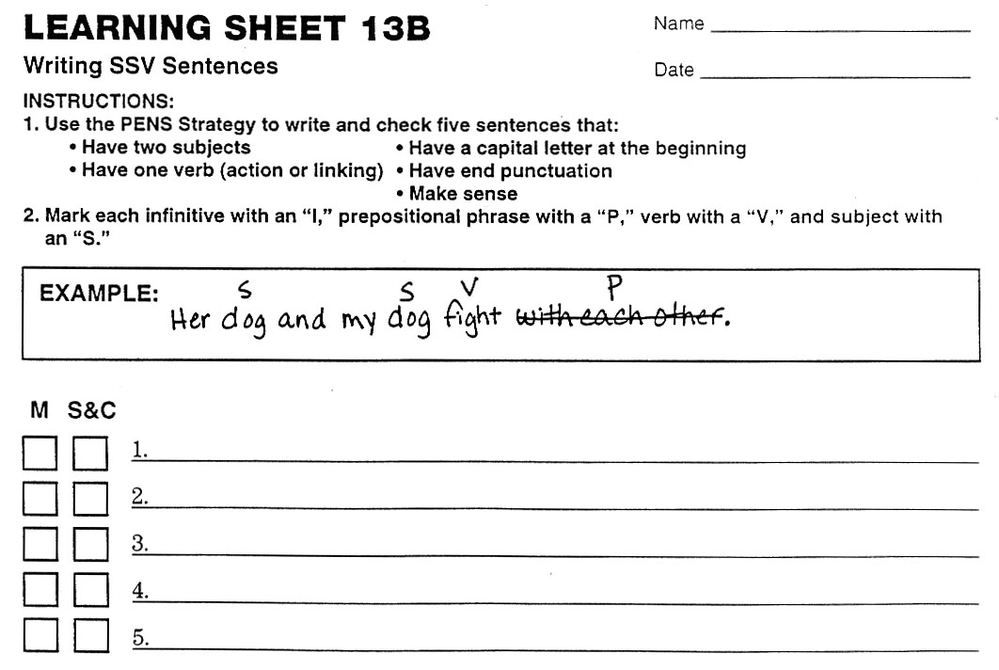 LEARNING SHEET 13B
Name
Writing SSV Sentences
Date
INSTRUCTIONS:
1. Use the PENS Strategy to write and check five sentences that:
• Have two subjects • Have a capital letter at the beginning
• Have one verb (action or linking) • Have end punctuation
• Make sense
2. Mark each infinitive with an “I,” prepositional phrase with a “P,” verb with a “V,” and subject with
an “S.”
EXAMPLE: S S V P
Her dog and my dog fight with each other.
M S&C
1.
2.
3.
4.
5.